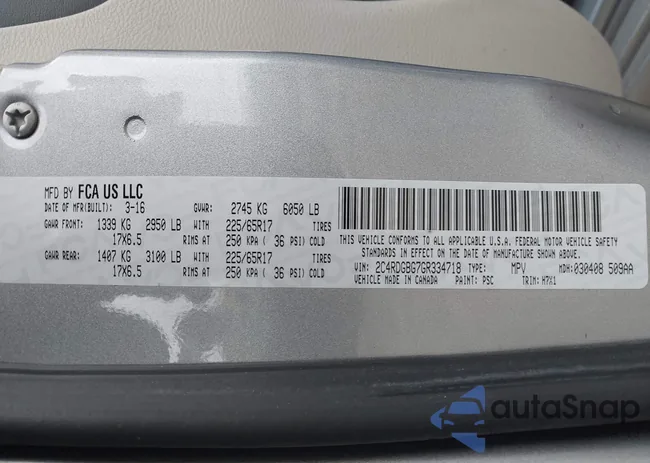 MFD BY FCA US LLC
DATE OF MFR(BUILT): 3-16 GVWR: 2745 KG 6050 LB
GAWR FRONT: 1339 KG 2950 LB WITH 225/65R17 TIRES
17X6.5 RIMS AT 250 KPA ( 36 PSI) COLD
GAWR REAR: 1407 KG 3100 LB WITH 225/65R17 TIRES
17X6.5 RIMS AT 250 KPA ( 36 PSI) COLD
THIS VEHICLE CONFORMS TO ALL APPLICABLE U.S.A. FEDERAL MOTOR VEHICLE SAFETY
STANDARDS IN EFFECT ON THE DATE OF MANUFACTURE SHOWN ABOVE.
VIN: 2C4RDGBG7GR334718 TYPE: MPV MDH:030408 509AA
VEHICLE MADE IN CANADA PAINT: PSC TRIM: H7X1
autoSnap